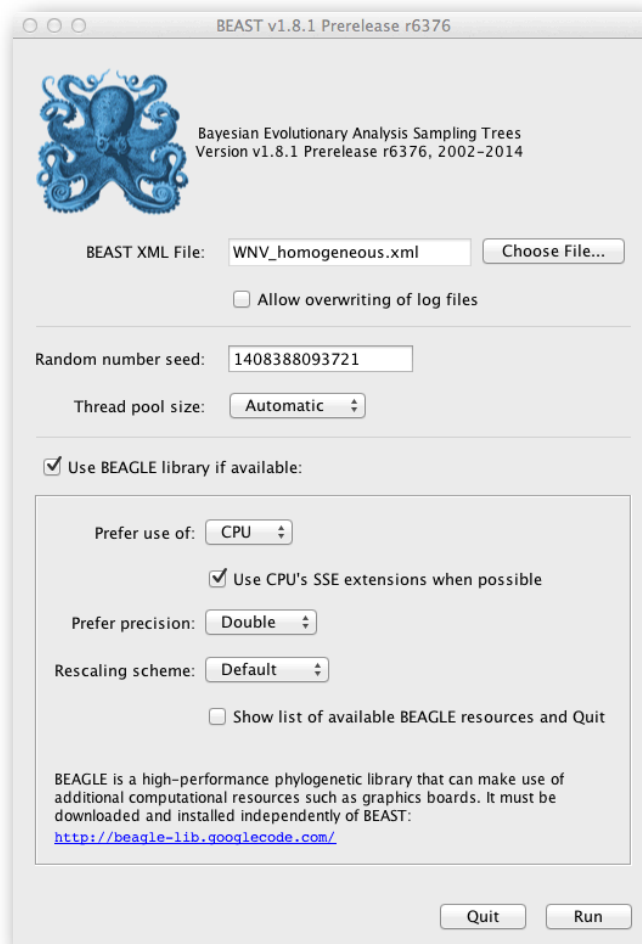 BEAST v1.8.1 Prerelease r6376
Bayesian Evolutionary Analysis Sampling Trees
Version v1.8.1 Prerelease r6376, 2002–2014
BEAST XML File: WNV_homogeneous.xml Choose File...
Allow overwriting of log files
Random number seed: 1408388093721
Thread pool size: Automatic
Use BEAGLE library if available:
Prefer use of: CPU
Use CPU's SSE extensions when possible
Prefer precision: Double
Rescaling scheme: Default
Show list of available BEAGLE resources and Quit
BEAGLE is a high-performance phylogenetic library that can make use of
additional computational resources such as graphics boards. It must be
downloaded and installed independently of BEAST:
http://beagle-lib.googlecode.com/
Quit Run